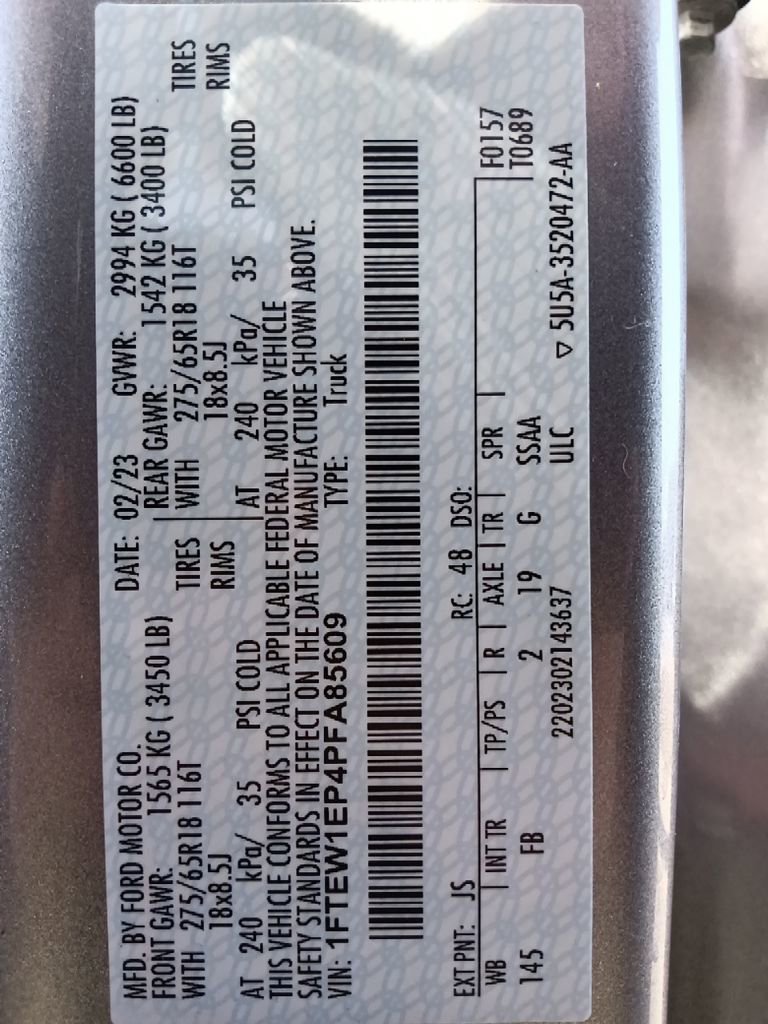 MFD. BY FORD MOTOR CO. DATE: 02/23 GVWR: 2994 KG ( 6600 LB)
FRONT GAWR: 1565 KG ( 3450 LB) REAR GAWR: 1542 KG ( 3400 LB)
WITH 275/65R18 116T TIRES WITH 275/65R18 116T TIRES
18x8.5J RIMS 18x8.5J RIMS
AT 240 kPa/ 35 PSI COLD AT 240 kPa/ 35 PSI COLD
THIS VEHICLE CONFORMS TO ALL APPLICABLE FEDERAL MOTOR VEHICLE
SAFETY STANDARDS IN EFFECT ON THE DATE OF MANUFACTURE SHOWN ABOVE.
VIN: 1FTEW1EP4PFA85609 TYPE: Truck
EXT PNT: JS RC: 48 DSO: F0157
WB INT TR TP/PS R AXLE TR SPR T0689
145 FB 2 19 G SSAA
2202302143637 ULC ▽ 5U5A-3520472-AA